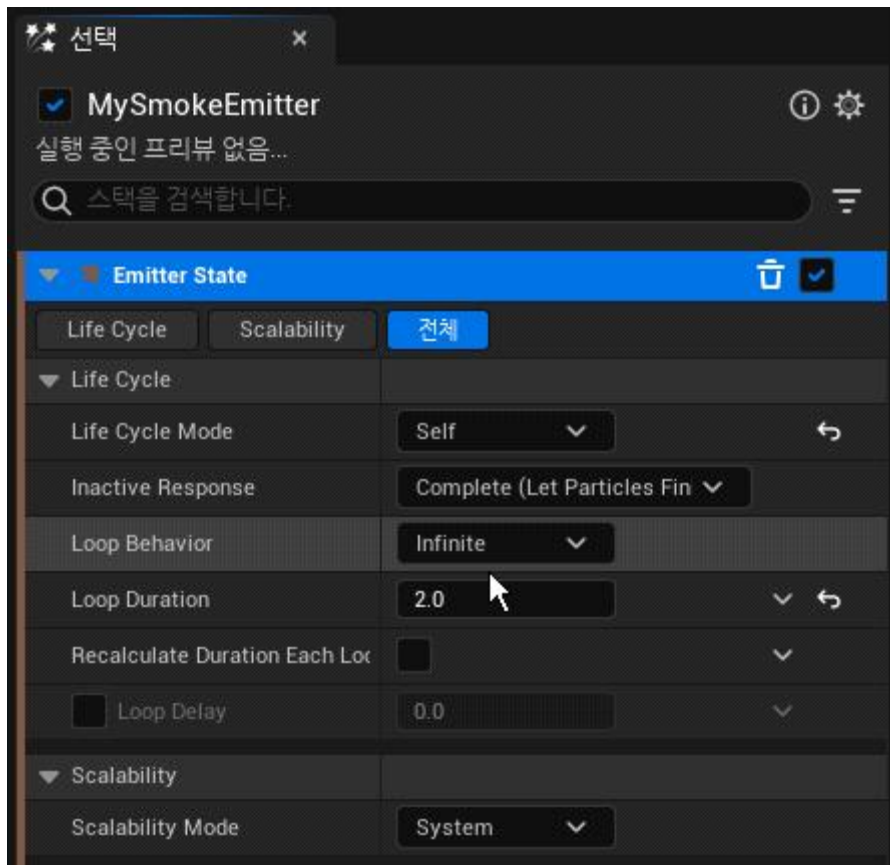 선택
MySmokeEmitter
실행 중인 프리뷰 없음...
스택을 검색합니다.
Emitter State
Life Cycle Scalability 전체
Life Cycle
Life Cycle Mode Self
Inactive Response Complete (Let Particles Fin
Loop Behavior Infinite
Loop Duration 2.0
Recalculate Duration Each Loo
Loop Delay 0.0
Scalability
Scalability Mode System